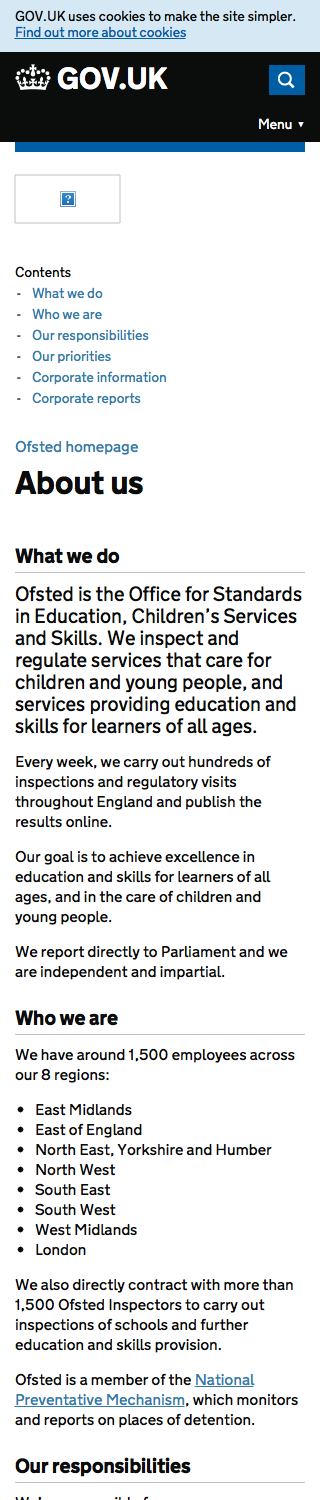 GOV.UK uses cookies to make the site simpler.
Find out more about cookies
GOV.UK
Menu ▼
Contents
- What we do
- Who we are
- Our responsibilities
- Our priorities
- Corporate information
- Corporate reports
Ofsted homepage
About us
What we do
Ofsted is the Office for Standards
in Education, Children's Services
and Skills. We inspect and
regulate services that care for
children and young people, and
services providing education and
skills for learners of all ages.
Every week, we carry out hundreds of
inspections and regulatory visits
throughout England and publish the
results online.
Our goal is to achieve excellence in
education and skills for learners of all
ages, and in the care of children and
young people.
We report directly to Parliament and we
are independent and impartial.
Who we are
We have around 1,500 employees across
our 8 regions:
• East Midlands
• East of England
• North East, Yorkshire and Humber
• North West
• South East
• South West
• West Midlands
• London
We also directly contract with more than
1,500 Ofsted Inspectors to carry out
inspections of schools and further
education and skills provision.
Ofsted is a member of the National
Preventative Mechanism, which monitors
and reports on places of detention.
Our responsibilities